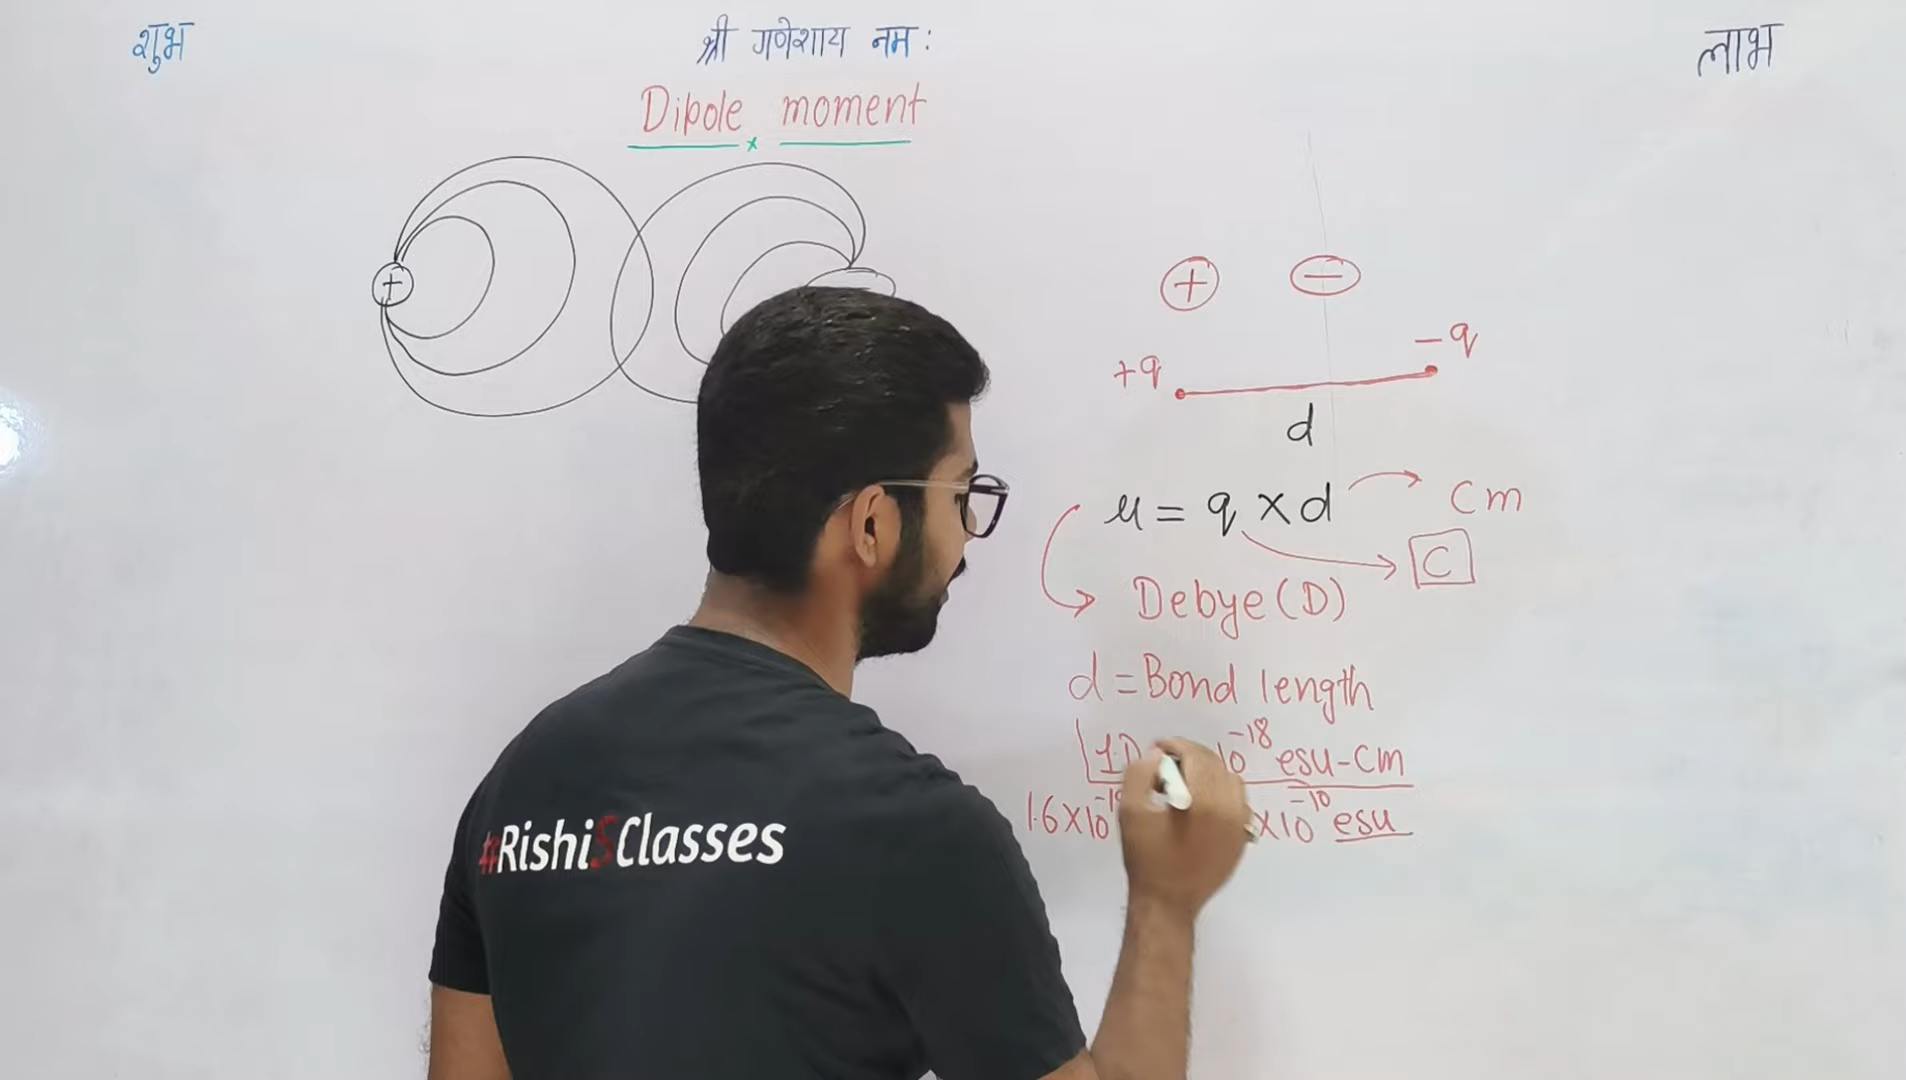 शुभ
श्री गणेशाय नमः
लाभ
Dipole moment
+
+ −
+q −q
d
μ = q × d
Cm
C
Debye (D)
d = Bond length
1D 10⁻¹⁸ esu-cm
1.6×10 ×10⁻¹⁰ esu
#RishiSClasses